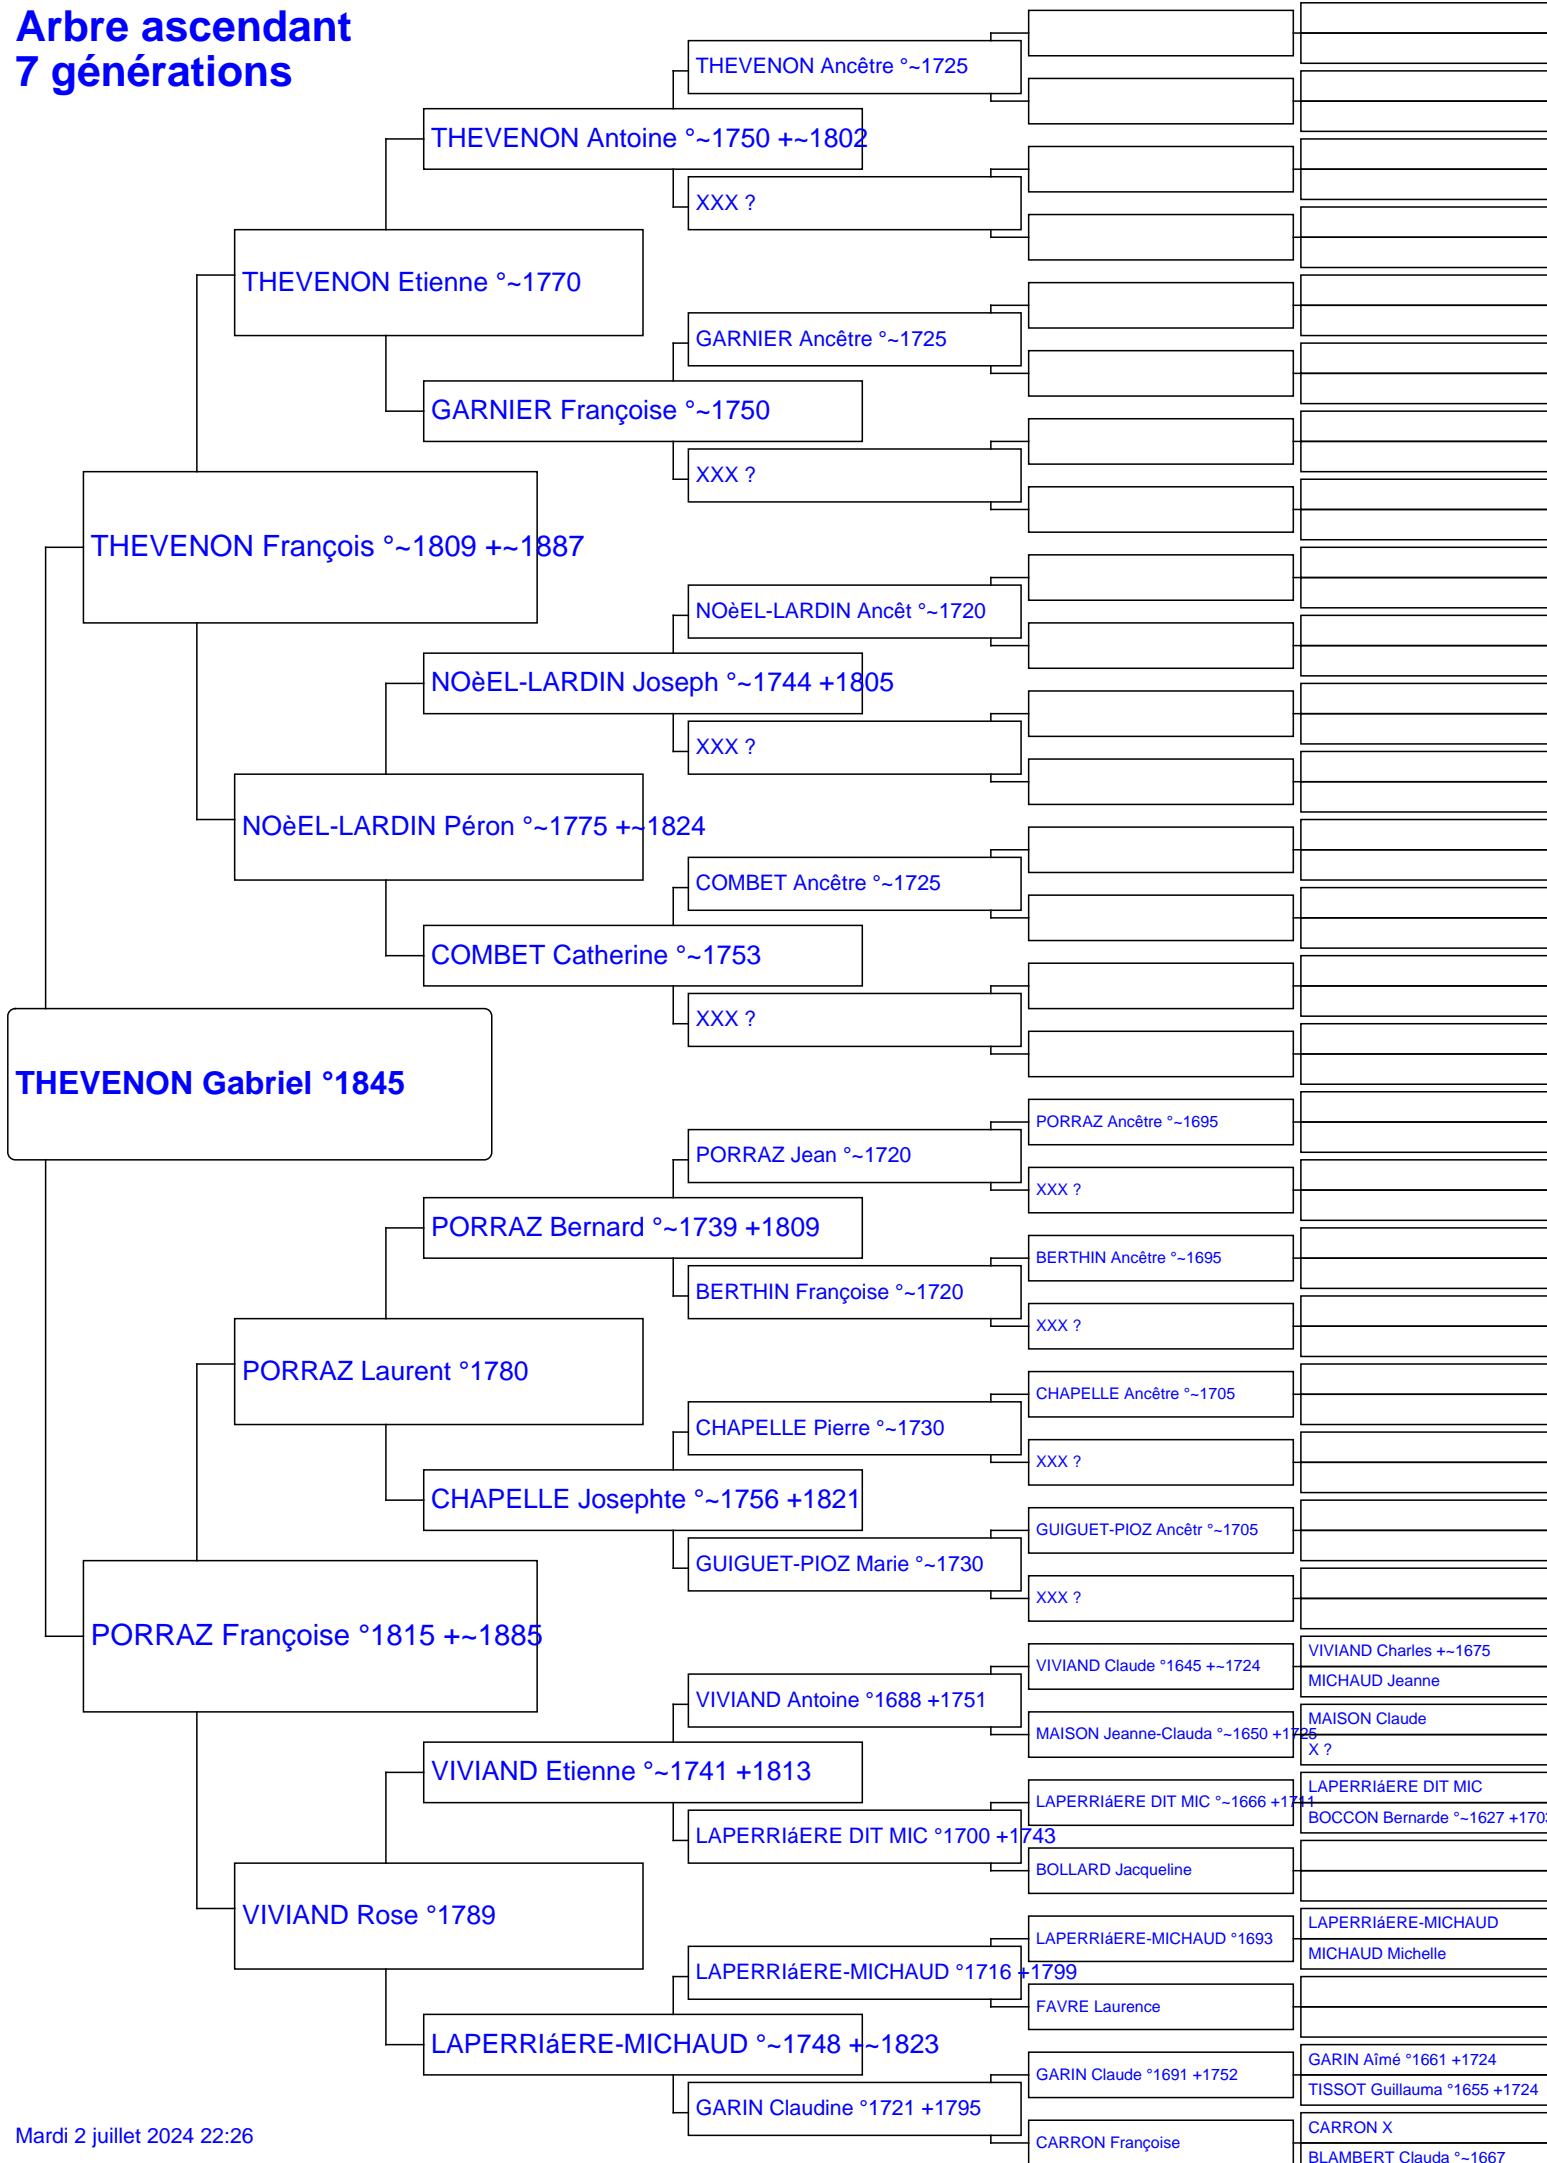 Arbre ascendant
7 générations
THEVENON Ancêtre °~1725
THEVENON Antoine °~1750 +~1802
XXX ?
THEVENON Etienne °~1770
GARNIER Ancêtre °~1725
GARNIER Françoise °~1750
XXX ?
THEVENON François °~1809 +~1887
NOèEL-LARDIN Ancêt °~1720
NOèEL-LARDIN Joseph °~1744 +1805
XXX ?
NOèEL-LARDIN Péron °~1775 +~1824
COMBET Ancêtre °~1725
COMBET Catherine °~1753
XXX ?
THEVENON Gabriel °1845
PORRAZ Ancêtre °~1695
PORRAZ Jean °~1720
XXX ?
PORRAZ Bernard °~1739 +1809
BERTHIN Ancêtre °~1695
BERTHIN Françoise °~1720
XXX ?
PORRAZ Laurent °1780
CHAPELLE Ancêtre °~1705
CHAPELLE Pierre °~1730
XXX ?
CHAPELLE Josephte °~1756 +1821
GUIGUET-PIOZ Ancêtr °~1705
GUIGUET-PIOZ Marie °~1730
XXX ?
PORRAZ Françoise °1815 +~1885
VIVIAND Charles +~1675
VIVIAND Claude °1645 +~1724
MICHAUD Jeanne
VIVIAND Antoine °1688 +1751
MAISON Claude
MAISON Jeanne-Clauda °~1650 +1725
X ?
VIVIAND Etienne °~1741 +1813
LAPERRIáERE DIT MIC
LAPERRIáERE DIT MIC °~1666 +1711
BOCCON Bernarde °~1627 +1703
LAPERRIáERE DIT MIC °1700 +1743
BOLLARD Jacqueline
VIVIAND Rose °1789
LAPERRIáERE-MICHAUD
LAPERRIáERE-MICHAUD °1693
MICHAUD Michelle
LAPERRIáERE-MICHAUD °1716 +1799
FAVRE Laurence
LAPERRIáERE-MICHAUD °~1748 +~1823
GARIN Aîmé °1661 +1724
GARIN Claude °1691 +1752
TISSOT Guillauma °1655 +1724
GARIN Claudine °1721 +1795
CARRON X
CARRON Françoise
BLAMBERT Clauda °~1667
Mardi 2 juillet 2024 22:26